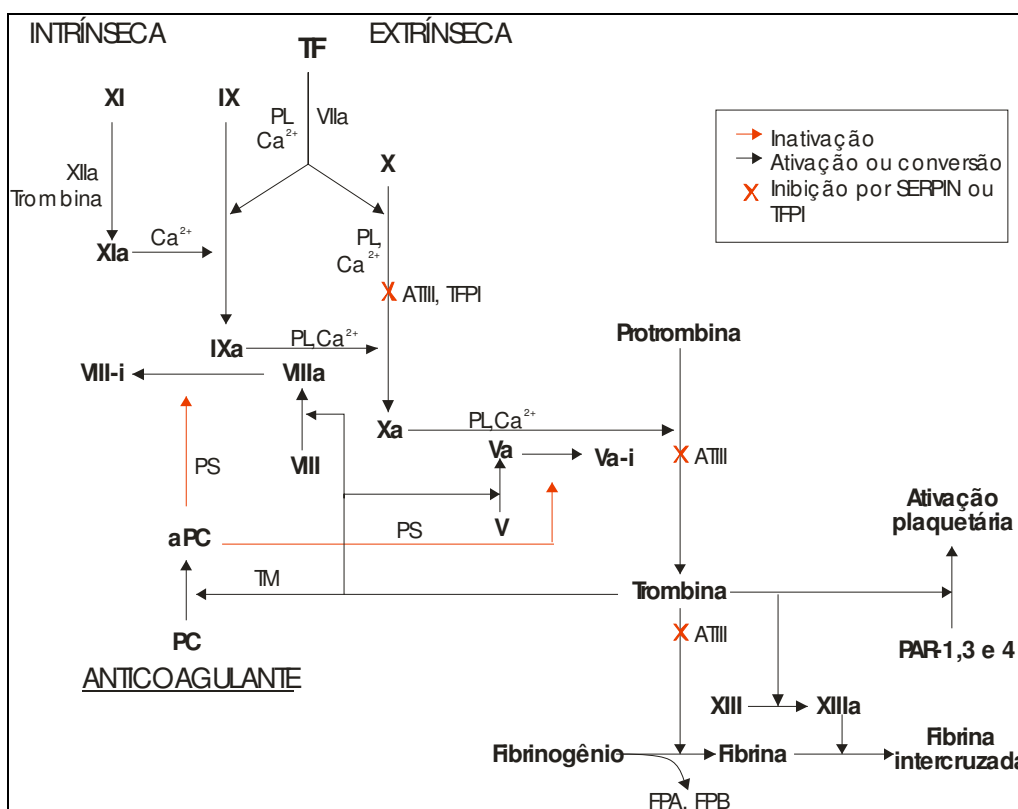 INTRÍNSECA
EXTRÍNSECA
TF
XI
IX
PL
Ca²⁺
VIIa
X
XIIa
Trombina
XIa
Ca²⁺
PL,
Ca²⁺
ATIII, TFPI
Inativação
Ativação ou conversão
X Inibição por SERPIN ou
TFPI
IXa
PL,Ca²⁺
Protrombina
VIII-i
VIIIa
Xa
PL,Ca²⁺
VIII
Va
Va-i
ATIII
PS
V
Ativação
plaquetária
aPC
PS
TM
Trombina
PC
ATIII
PAR-1,3 e 4
ANTICOAGULANTE
XIII
XIIIa
Fibrinogênio
Fibrina
Fibrina
intercruzada
FPA, FPB